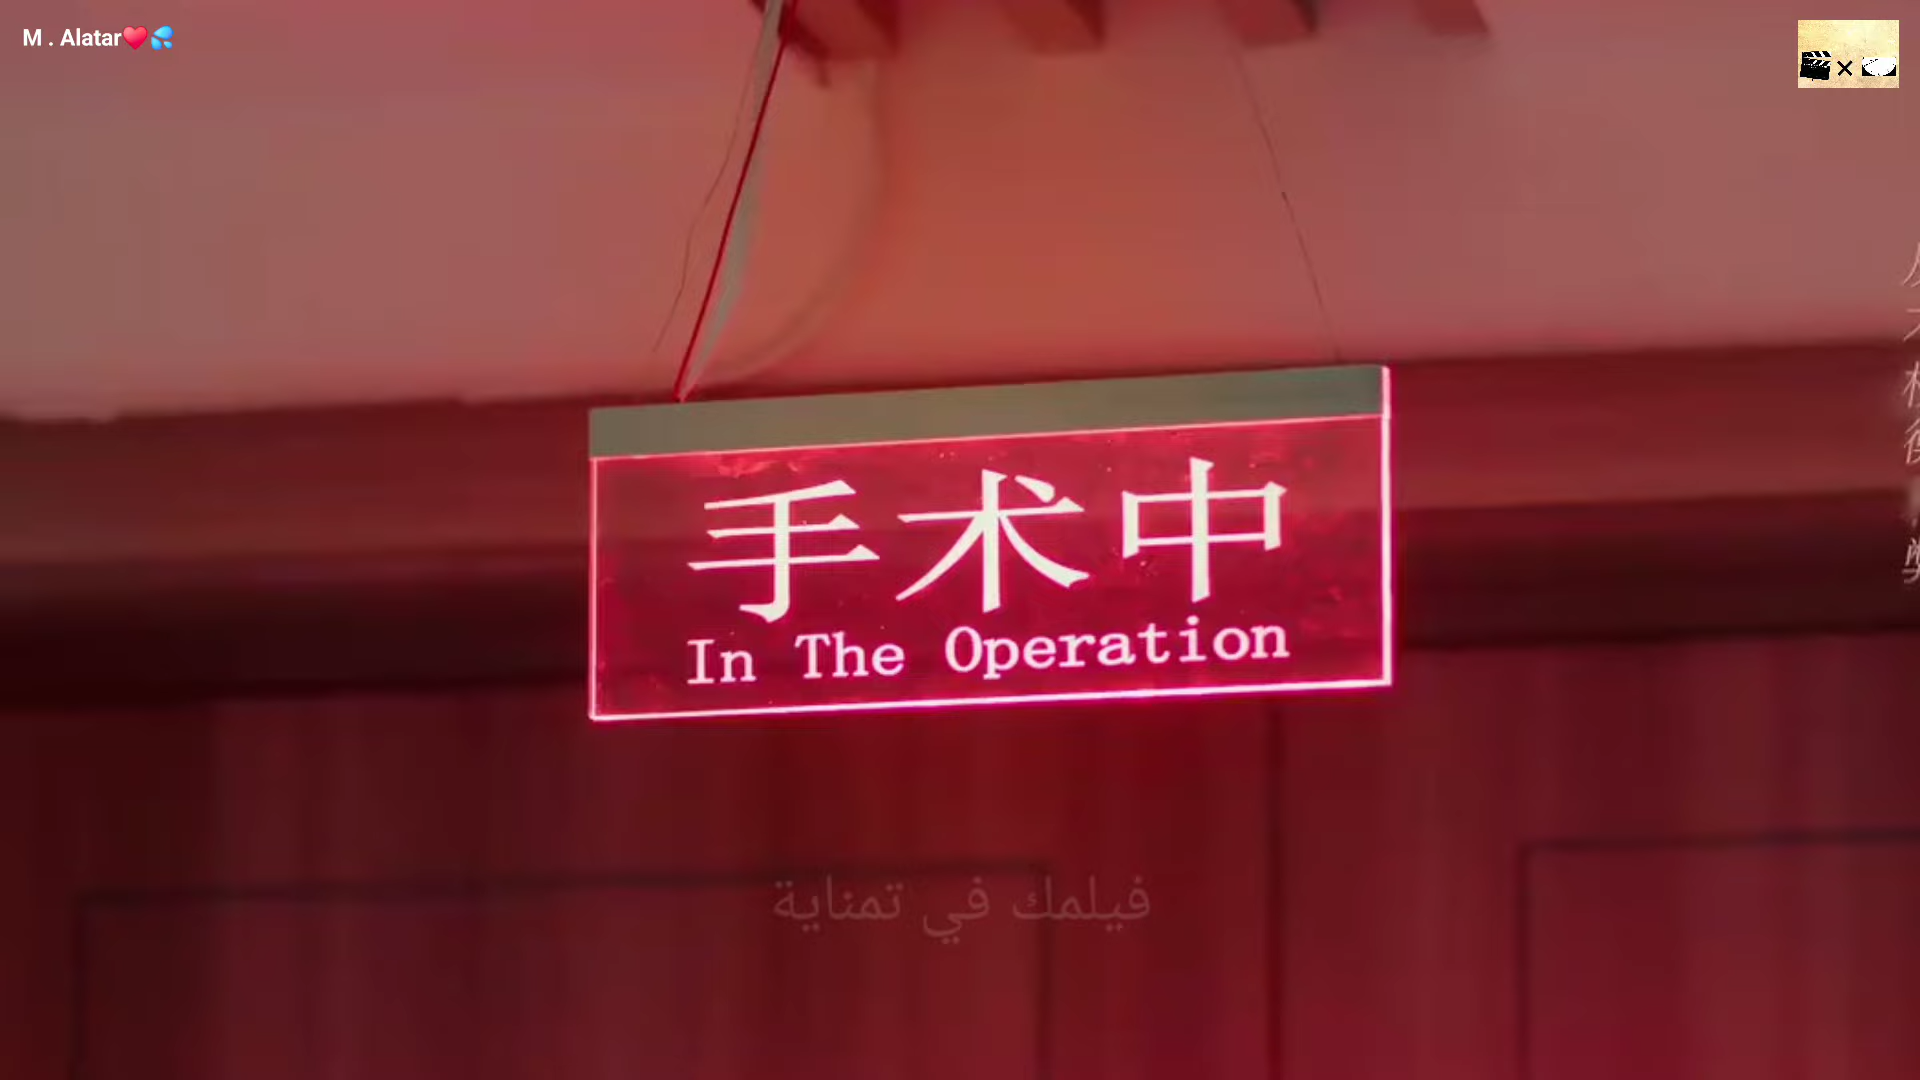 M . Alatar❤️💦
手术中
In The Operation
فيلمك في تمناية